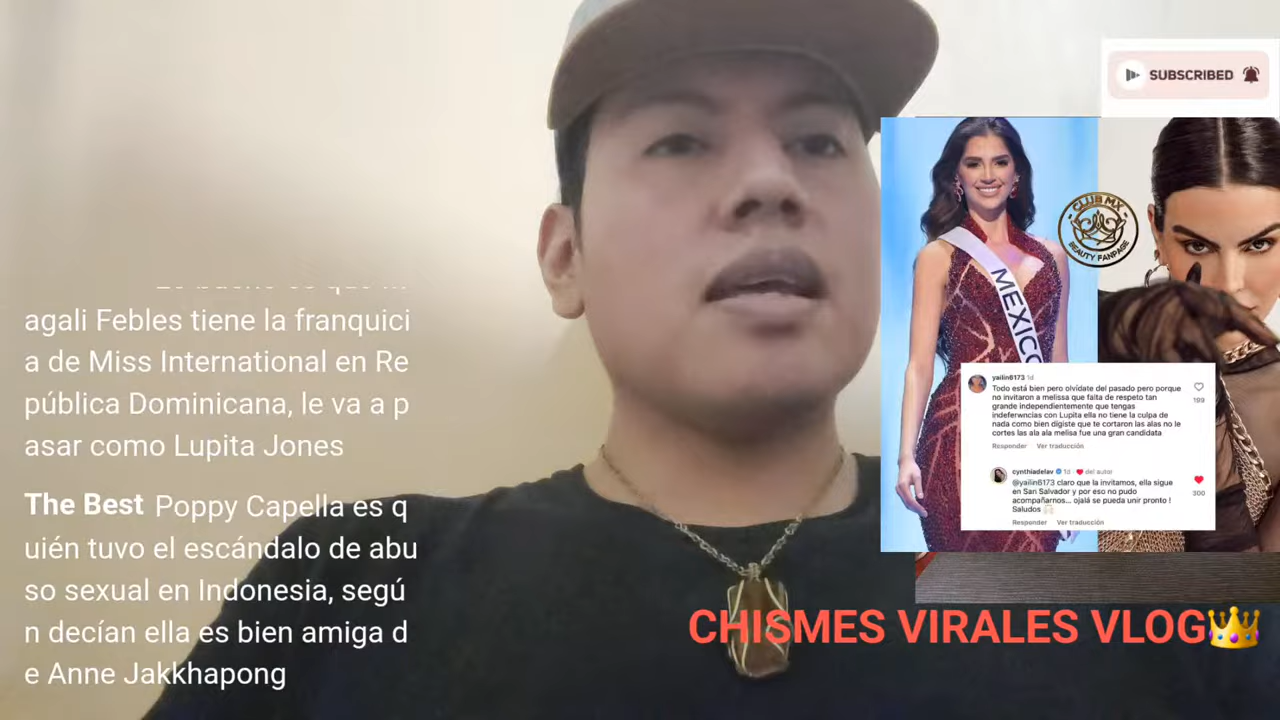 agali Febles tiene la franquici
a de Miss International en Re
pública Dominicana, le va a p
asar como Lupita Jones
The Best Poppy Capella es q
uién tuvo el escándalo de abu
so sexual en Indonesia, segú
n decían ella es bien amiga d
e Anne Jakkhapong
SUBSCRIBED
CLUB MX
BEAUTY FANPAGE
MEXICO
yailin6173 1d
Todo está bien pero olvídate del pasado pero porque
no invitaron a melissa que falta de respeto tan
grande independientemente que tengas
indeferwncias con Lupita ella no tiene la culpa de
nada como bien digiste que te cortaron las alas no le
cortes las ala ala melisa fue una gran candidata
199
Responder Ver traducción
cynthiadelav 1d del autor
@yailin6173 claro que la invitamos, ella sigue
en San Salvador y por eso no pudo
acompañarnos... ojalá se pueda unir pronto !
Saludos
300
Responder Ver traducción
CHISMES VIRALES VLOG